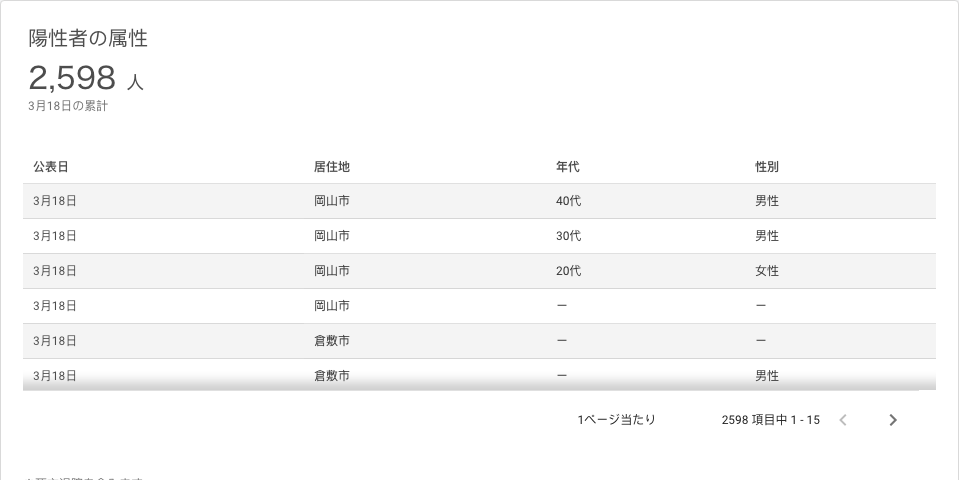 陽性者の属性
2,598 人
3月18日の累計
公表日 居住地 年代 性別
3月18日 岡山市 40代 男性
3月18日 岡山市 30代 男性
3月18日 岡山市 20代 女性
3月18日 岡山市 ー ー
3月18日 倉敷市 ー ー
3月18日 倉敷市 ー 男性
1ページ当たり 2598 項目中 1 - 15